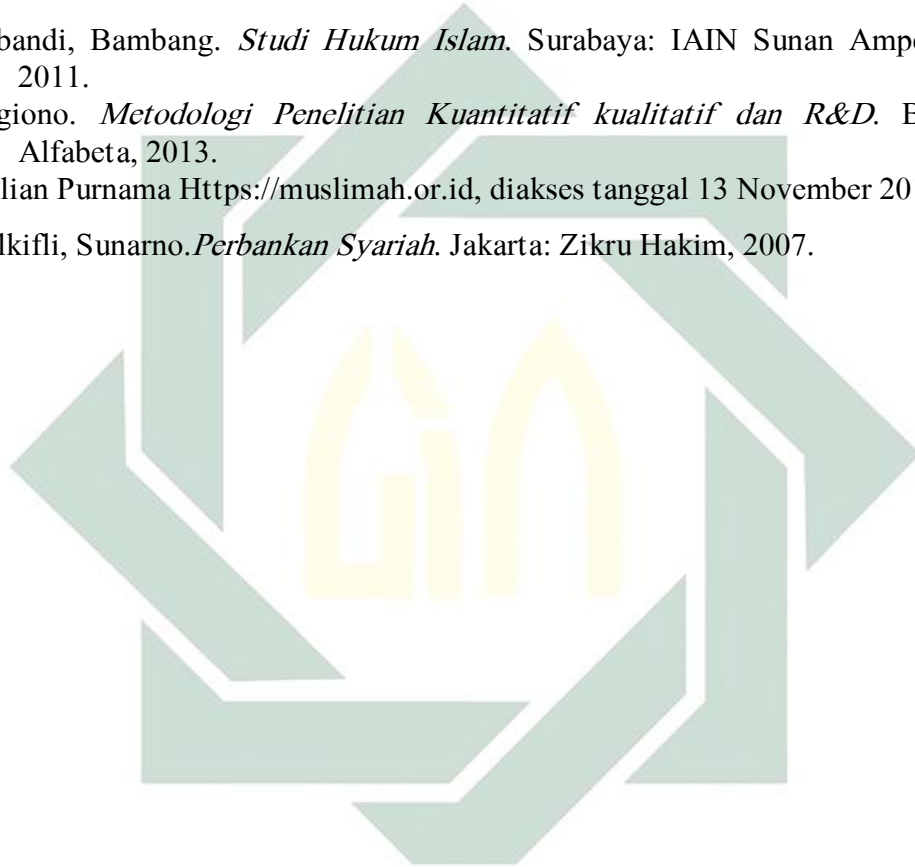 bandi, Bambang. Studi Hukum Islam. Surabaya: IAIN Sunan Ampe
2011.
giono. Metodologi Penelitian Kuantitatif kualitatif dan R&D. B
Alfabeta, 2013.
lian Purnama Https://muslimah.or.id, diakses tanggal 13 November 20
lkifli, Sunarno.Perbankan Syariah. Jakarta: Zikru Hakim, 2007.